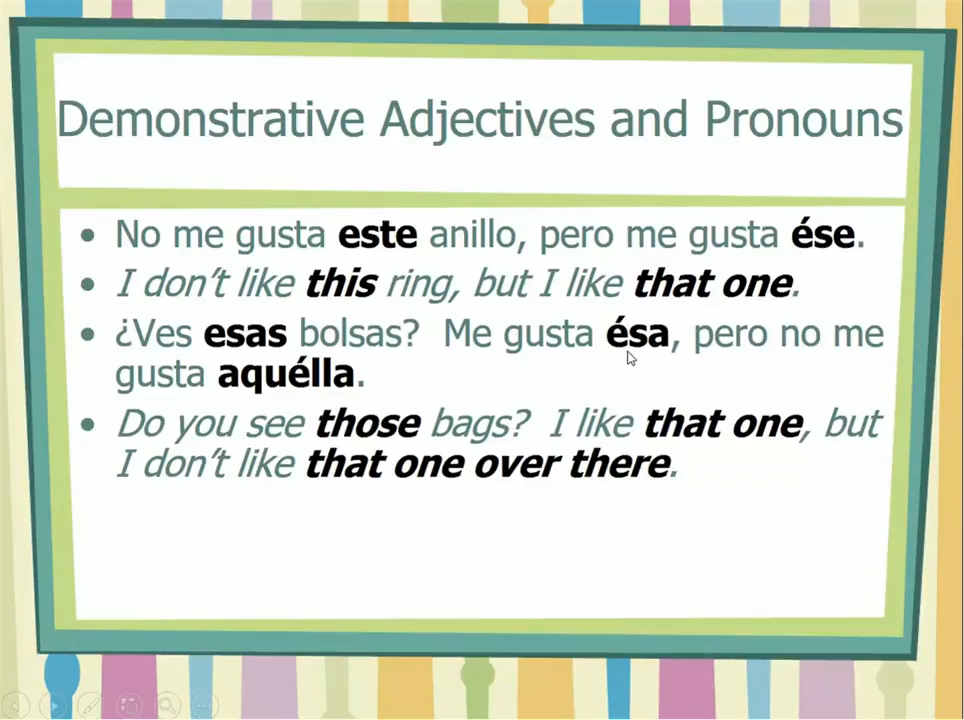 Demonstrative Adjectives and Pronouns
• No me gusta este anillo, pero me gusta ése.
• I don't like this ring, but I like that one.
• ¿Ves esas bolsas?  Me gusta ésa, pero no me
gusta aquélla.
• Do you see those bags?  I like that one, but
I don't like that one over there.